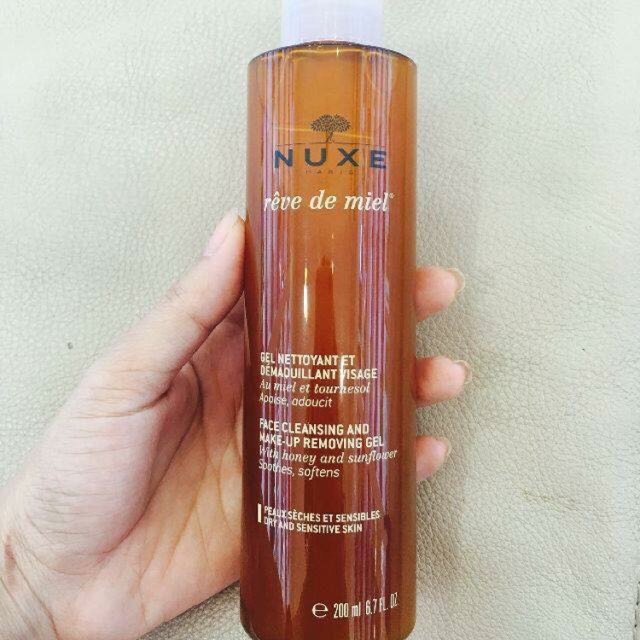 NUXE
PARIS
rêve de miel®
GEL NETTOYANT ET
DÉMAQUILLANT VISAGE
Au miel et tournesol
Apaise, adoucit
FACE CLEANSING AND
MAKE-UP REMOVING GEL
With honey and sunflower
Soothes, softens
PEAUX SÈCHES ET SENSIBLES
DRY AND SENSITIVE SKIN
℮ 200 ml 6.7 FL. OZ.